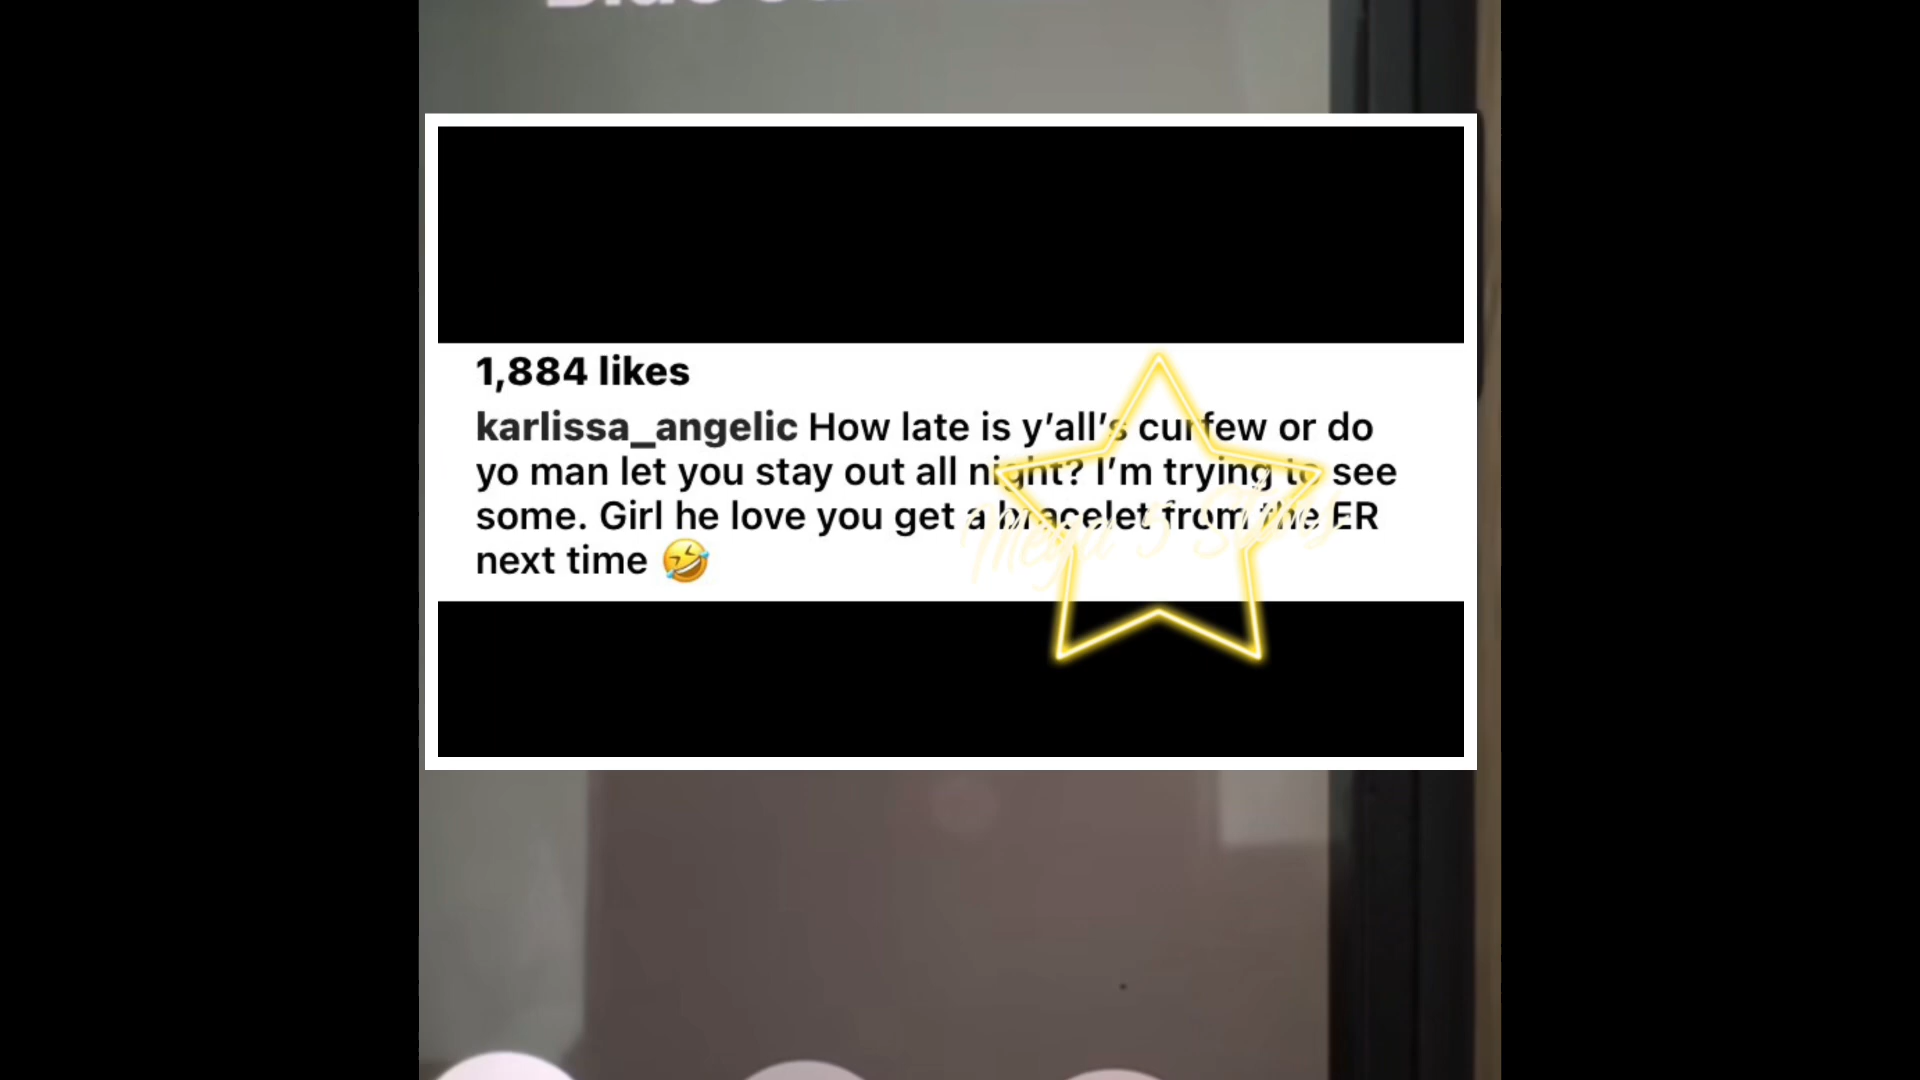 1,884 likes
karlissa_angelic How late is y’all’s curfew or do
yo man let you stay out all night? I’m trying to see
some. Girl he love you get a bracelet from the ER
next time 🤣